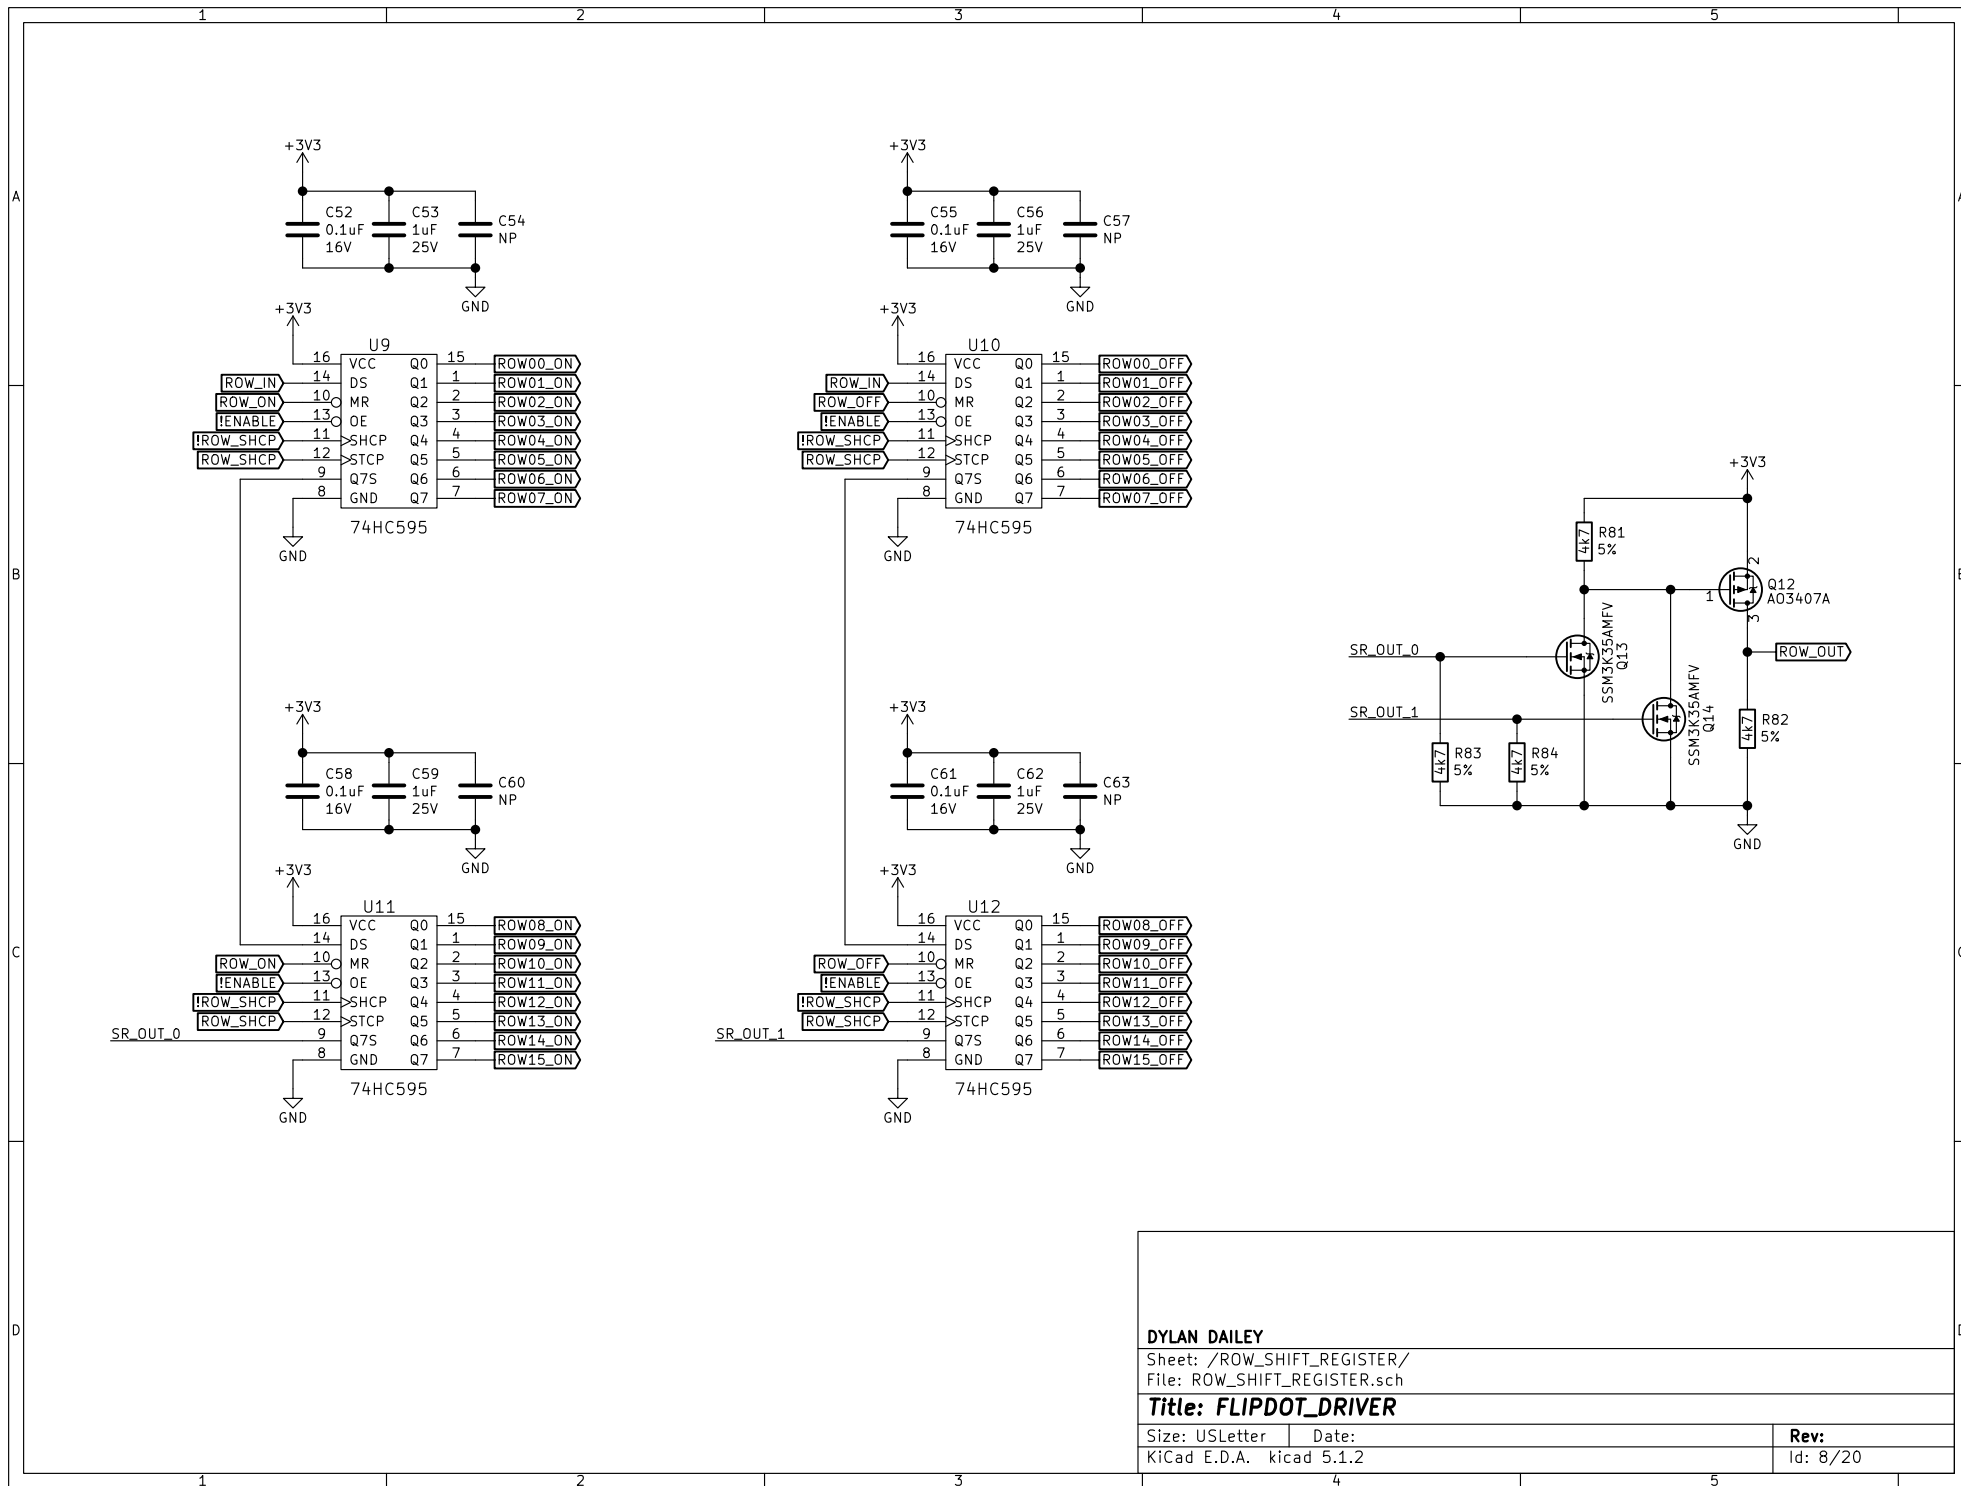 1 2 3 4 5
A
B
C
D
+3V3
C52
0.1uF
16V
C53
1uF
25V
C54
NP
GND
+3V3
U9
16 VCC Q0 15 ROW00_ON
ROW_IN 14 DS Q1 1 ROW01_ON
ROW_ON 10 MR Q2 2 ROW02_ON
!ENABLE 13 OE Q3 3 ROW03_ON
!ROW_SHCP 11 SHCP Q4 4 ROW04_ON
ROW_SHCP 12 STCP Q5 5 ROW05_ON
9 Q7S Q6 6 ROW06_ON
8 GND Q7 7 ROW07_ON
74HC595
GND
+3V3
C58
0.1uF
16V
C59
1uF
25V
C60
NP
GND
+3V3
U11
16 VCC Q0 15 ROW08_ON
14 DS Q1 1 ROW09_ON
ROW_ON 10 MR Q2 2 ROW10_ON
!ENABLE 13 OE Q3 3 ROW11_ON
!ROW_SHCP 11 SHCP Q4 4 ROW12_ON
ROW_SHCP 12 STCP Q5 5 ROW13_ON
SR_OUT_0 9 Q7S Q6 6 ROW14_ON
8 GND Q7 7 ROW15_ON
74HC595
GND
+3V3
C55
0.1uF
16V
C56
1uF
25V
C57
NP
GND
+3V3
U10
16 VCC Q0 15 ROW00_OFF
ROW_IN 14 DS Q1 1 ROW01_OFF
ROW_OFF 10 MR Q2 2 ROW02_OFF
!ENABLE 13 OE Q3 3 ROW03_OFF
!ROW_SHCP 11 SHCP Q4 4 ROW04_OFF
ROW_SHCP 12 STCP Q5 5 ROW05_OFF
9 Q7S Q6 6 ROW06_OFF
8 GND Q7 7 ROW07_OFF
74HC595
GND
+3V3
C61
0.1uF
16V
C62
1uF
25V
C63
NP
GND
+3V3
U12
16 VCC Q0 15 ROW08_OFF
14 DS Q1 1 ROW09_OFF
ROW_OFF 10 MR Q2 2 ROW10_OFF
!ENABLE 13 OE Q3 3 ROW11_OFF
!ROW_SHCP 11 SHCP Q4 4 ROW12_OFF
ROW_SHCP 12 STCP Q5 5 ROW13_OFF
SR_OUT_1 9 Q7S Q6 6 ROW14_OFF
8 GND Q7 7 ROW15_OFF
74HC595
GND
+3V3
4k7
R81
5%
2
1
3
Q12
AO3407A
SSM3K35AMFV
Q13
SR_OUT_0
ROW_OUT
SSM3K35AMFV
Q14
SR_OUT_1
4k7
R83
5%
4k7
R84
5%
4k7
R82
5%
GND
A
DYLAN DAILEY
Sheet: /ROW_SHIFT_REGISTER/
File: ROW_SHIFT_REGISTER.sch
Title: FLIPDOT_DRIVER
Size: USLetter Date: Rev:
KiCad E.D.A. kicad 5.1.2 Id: 8/20
1 2 3 4 5